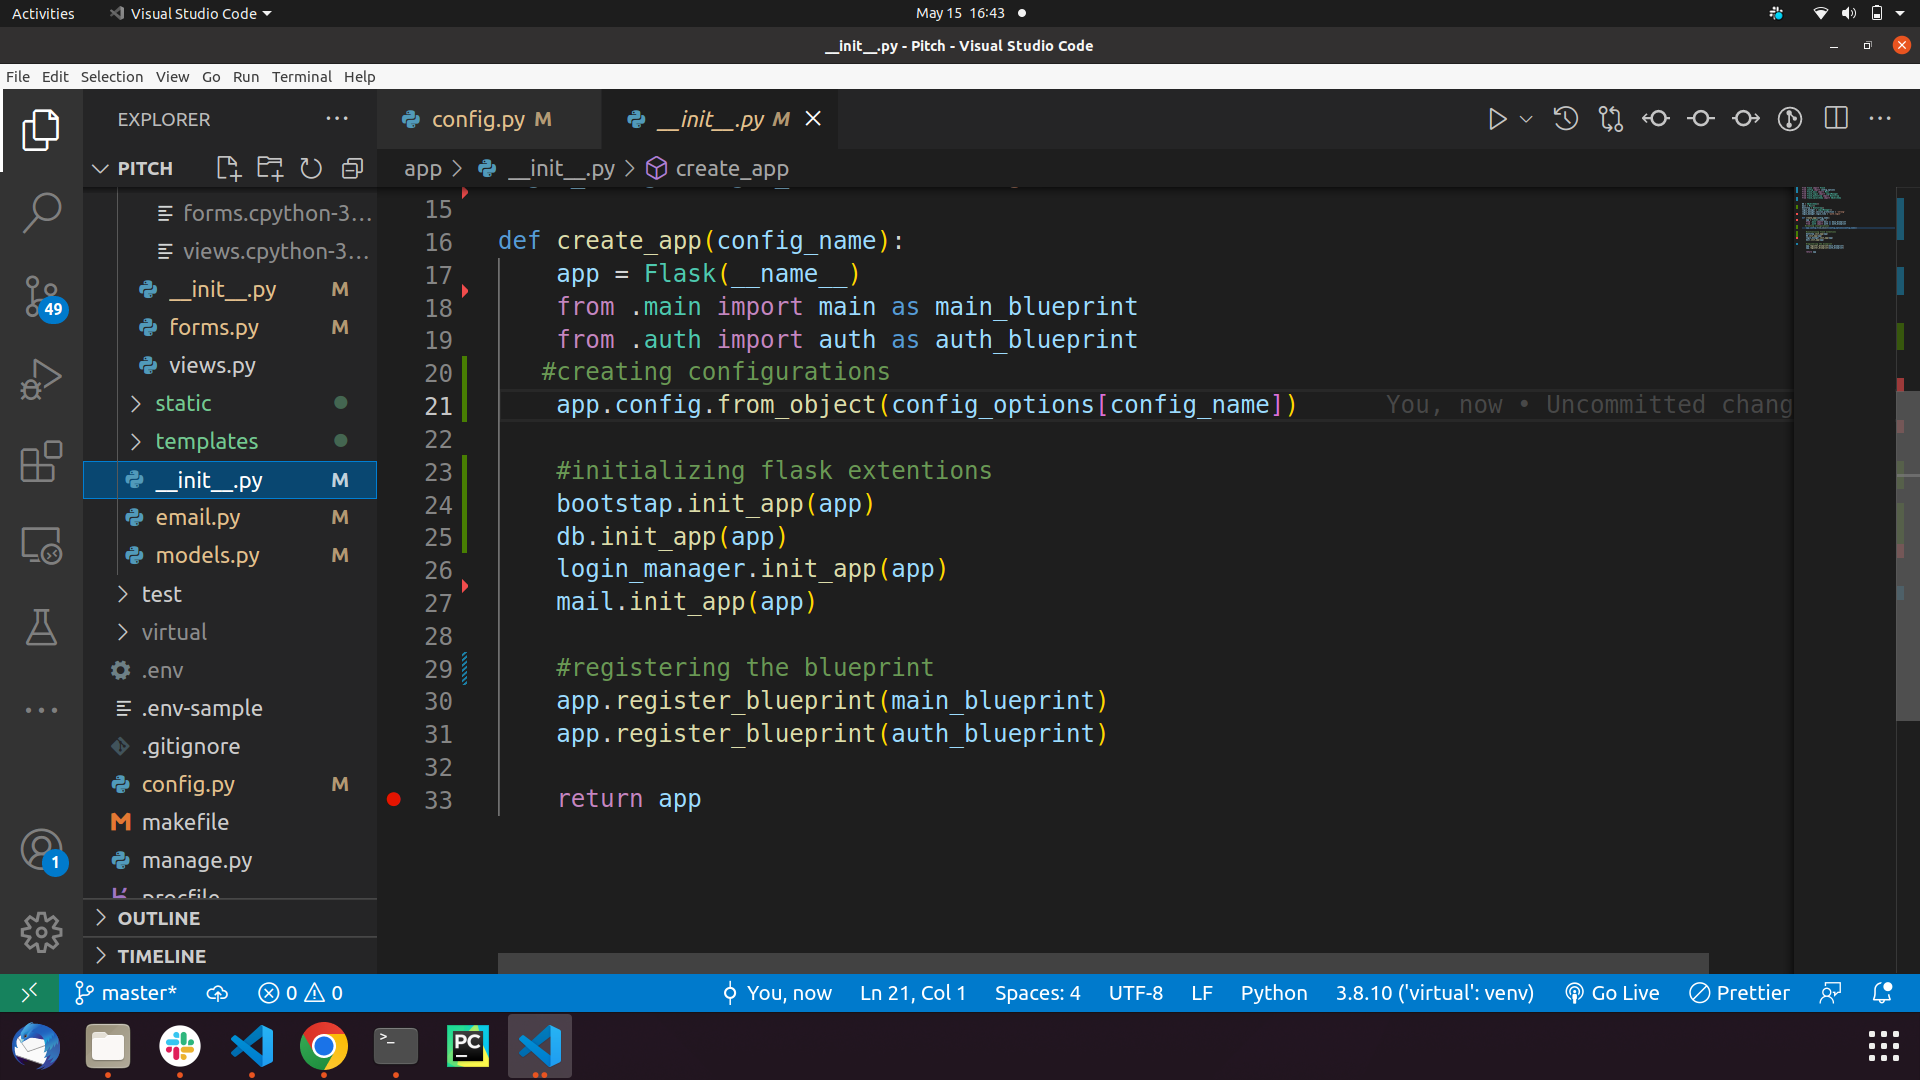 Activities
Visual Studio Code
May 15 16:43
__init__.py - Pitch - Visual Studio Code
File Edit Selection View Go Run Terminal Help
EXPLORER
config.py M
__init__.py M
PITCH
app > __init__.py > create_app
forms.cpython-3...
views.cpython-3...
__init__.py M
forms.py M
views.py
static
templates
__init__.py M
email.py M
models.py M
test
virtual
.env
.env-sample
.gitignore
config.py M
makefile
manage.py
procfile
OUTLINE
TIMELINE
49
1
15
16 def create_app(config_name):
17 app = Flask(__name__)
18 from .main import main as main_blueprint
19 from .auth import auth as auth_blueprint
20 #creating configurations
21 app.config.from_object(config_options[config_name]) You, now • Uncommitted chang
22
23 #initializing flask extentions
24 bootstap.init_app(app)
25 db.init_app(app)
26 login_manager.init_app(app)
27 mail.init_app(app)
28
29 #registering the blueprint
30 app.register_blueprint(main_blueprint)
31 app.register_blueprint(auth_blueprint)
32
33 return app
master* 0 0 You, now Ln 21, Col 1 Spaces: 4 UTF-8 LF Python 3.8.10 ('virtual': venv) Go Live Prettier
PC